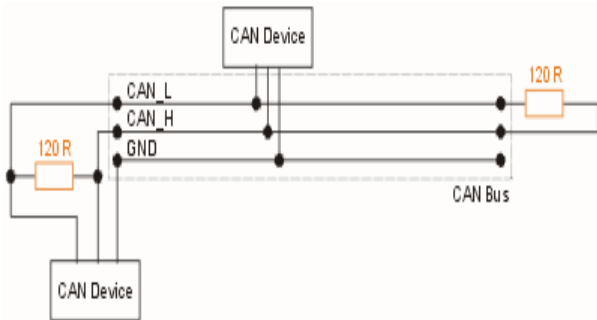 CAN Device
120 R
CAN_L
CAN_H
120 R
GND
CAN Bus
CAN Device